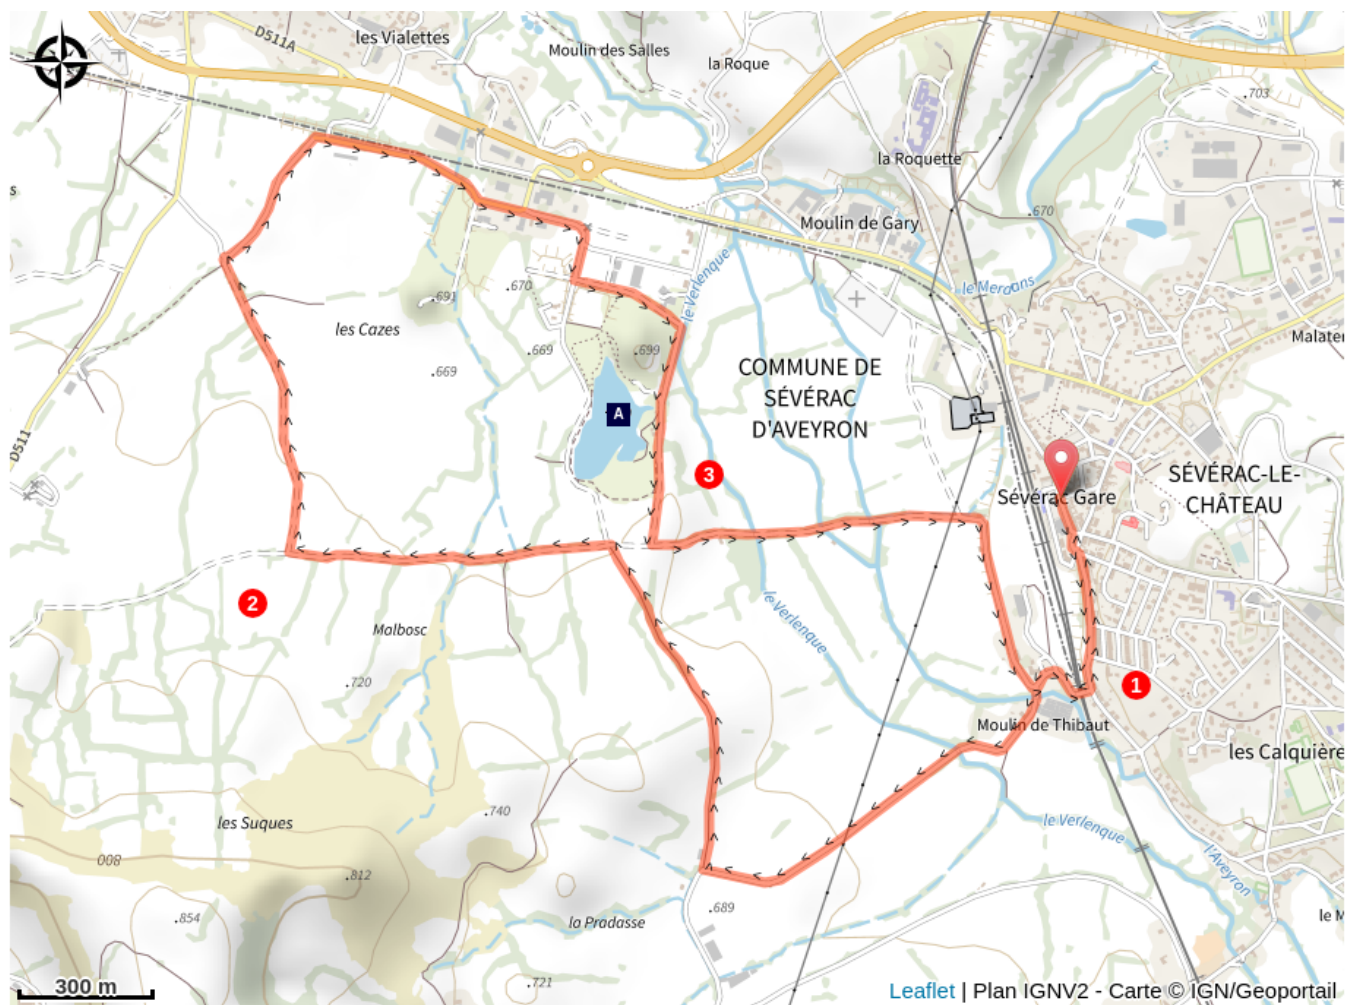 les Vialettes
D511A
Moulin des Salles
la Roque
.703
la Roquette
.670
Moulin de Gary
le Merdans
le Verlenque
.691
.670
les Cazes
.669
.669
.699
Malate
COMMUNE DE
SÉVÉRAC
D'AVEYRON
A
D511
3
Sévérac Gare
SÉVÉRAC-LE-
CHÂTEAU
2
Malbosc
le Verlenque
1
.720
Moulin de Thibaut
les Calquière
les Suques
.740
le Verlenque
800
.812
l'Aveyron
.854
la Pradasse
.689
le M
.721
300 m
Leaflet | Plan IGNV2 - Carte © IGN/Geoportail